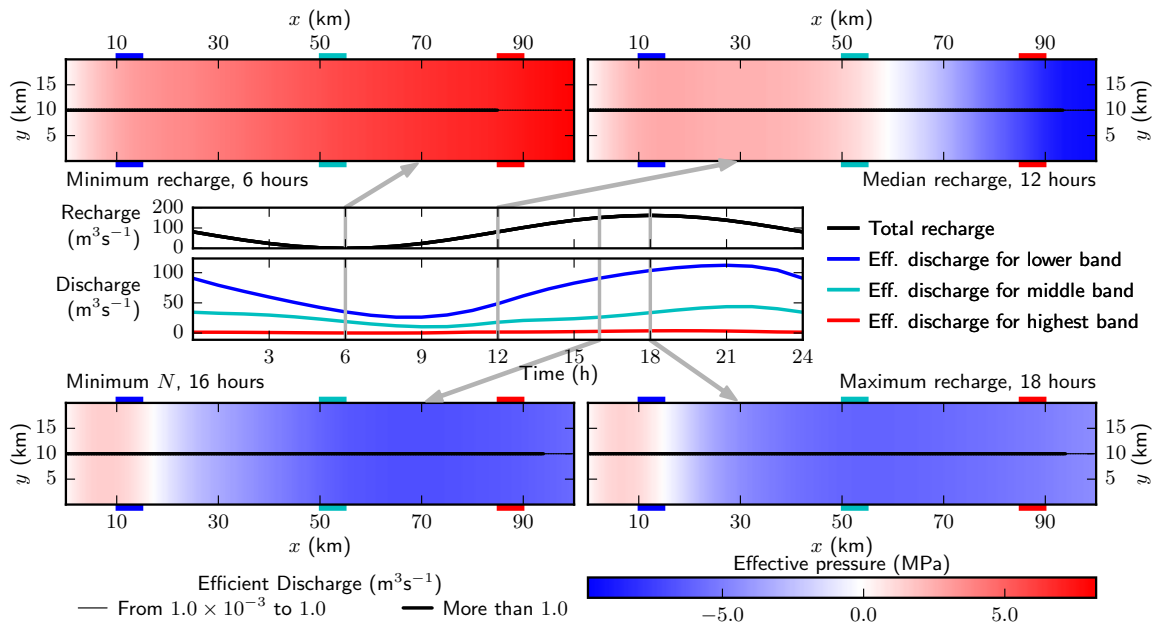 x (km)
x (km)
10 30 50 70 90
10 30 50 70 90
y (km)
15
10
5
15
10
5
y (km)
Minimum recharge, 6 hours
Median recharge, 12 hours
Recharge
(m³s⁻¹)
200
100
0
Discharge
(m³s⁻¹)
100
50
0
Total recharge
Eff. discharge for lower band
Eff. discharge for middle band
Eff. discharge for highest band
3 6 9 12 15 18 21 24
Time (h)
Minimum N, 16 hours
Maximum recharge, 18 hours
y (km)
15
10
5
15
10
5
y (km)
10 30 50 70 90
10 30 50 70 90
x (km)
x (km)
Efficient Discharge (m³s⁻¹)
From 1.0 × 10⁻³ to 1.0
More than 1.0
Effective pressure (MPa)
−5.0 0.0 5.0